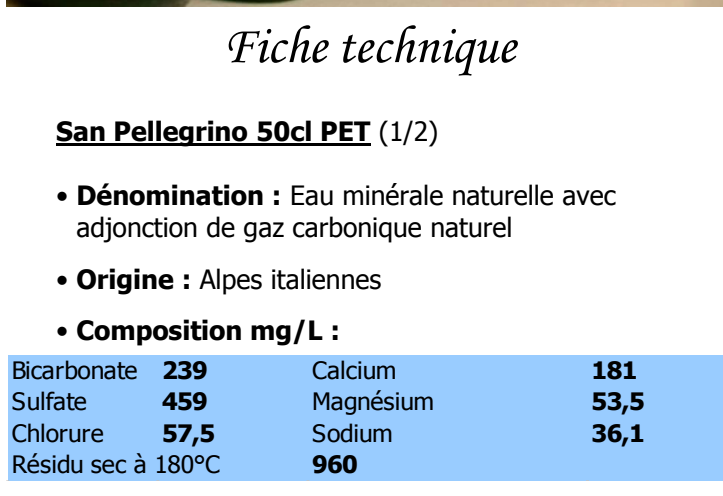 Fiche technique
San Pellegrino 50cl PET (1/2)
• Dénomination : Eau minérale naturelle avec
adjonction de gaz carbonique naturel
• Origine : Alpes italiennes
• Composition mg/L :
Bicarbonate 239 Calcium 181
Sulfate 459 Magnésium 53,5
Chlorure 57,5 Sodium 36,1
Résidu sec à 180°C 960